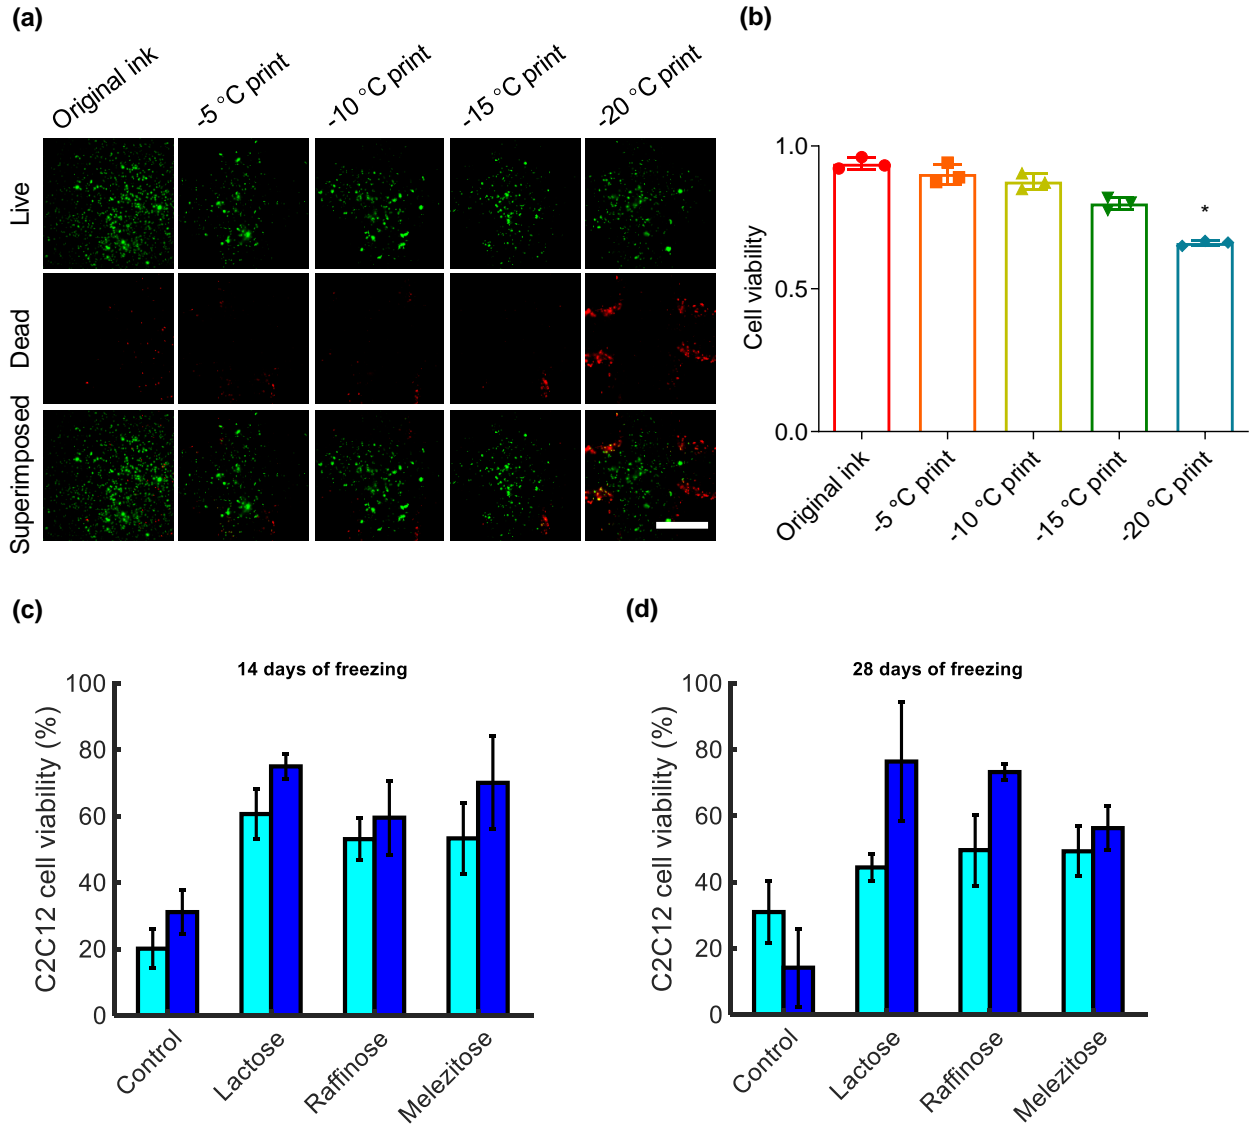 (a)
Original ink
-5 °C print
-10 °C print
-15 °C print
-20 °C print
Live
Dead
Superimposed
(b)
Cell viability
1.0
0.5
0.0
*
Original ink
-5 °C print
-10 °C print
-15 °C print
-20 °C print
(c)
14 days of freezing
C2C12 cell viability (%)
100
80
60
40
20
0
Control
Lactose
Raffinose
Melezitose
(d)
28 days of freezing
C2C12 cell viability (%)
100
80
60
40
20
0
Control
Lactose
Raffinose
Melezitose